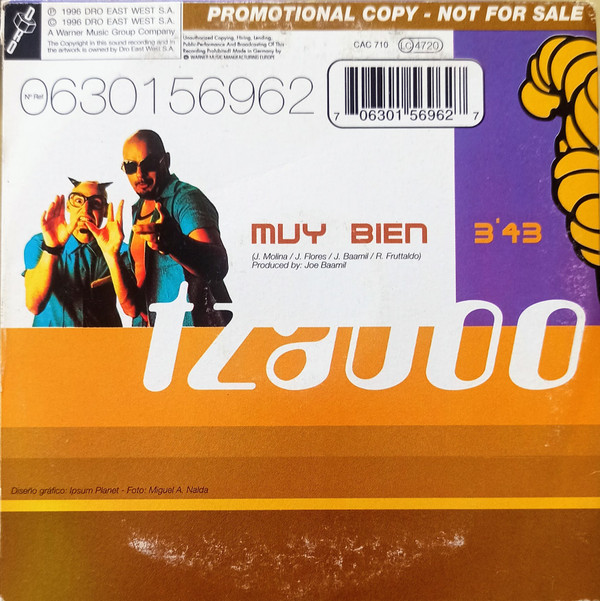 ℗ 1996 DRO EAST WEST S.A.
© 1996 DRO EAST WEST S.A.
A Warner Music Group Company
The Copyright in this sound recording and in
the artwork is owned by Dro East West S.A.
PROMOTIONAL COPY - NOT FOR SALE
Unauthorized Copying, Hiring, Lending,
Public Performance And Broadcasting Of This
Recording Prohibited! Made in Germany by
WARNER MUSIC MANUFACTURING EUROPE
CAC 710 LC 4720
Nº Ref. 0630156962
7 06301 56962 7
MUY BIEN 3'43
(J. Molina / J. Flores / J. Baamil / R. Fruttaldo)
Produced by: Joe Baamil
Diseño gráfico: Ipsum Planet - Foto: Miguel A. Nalda